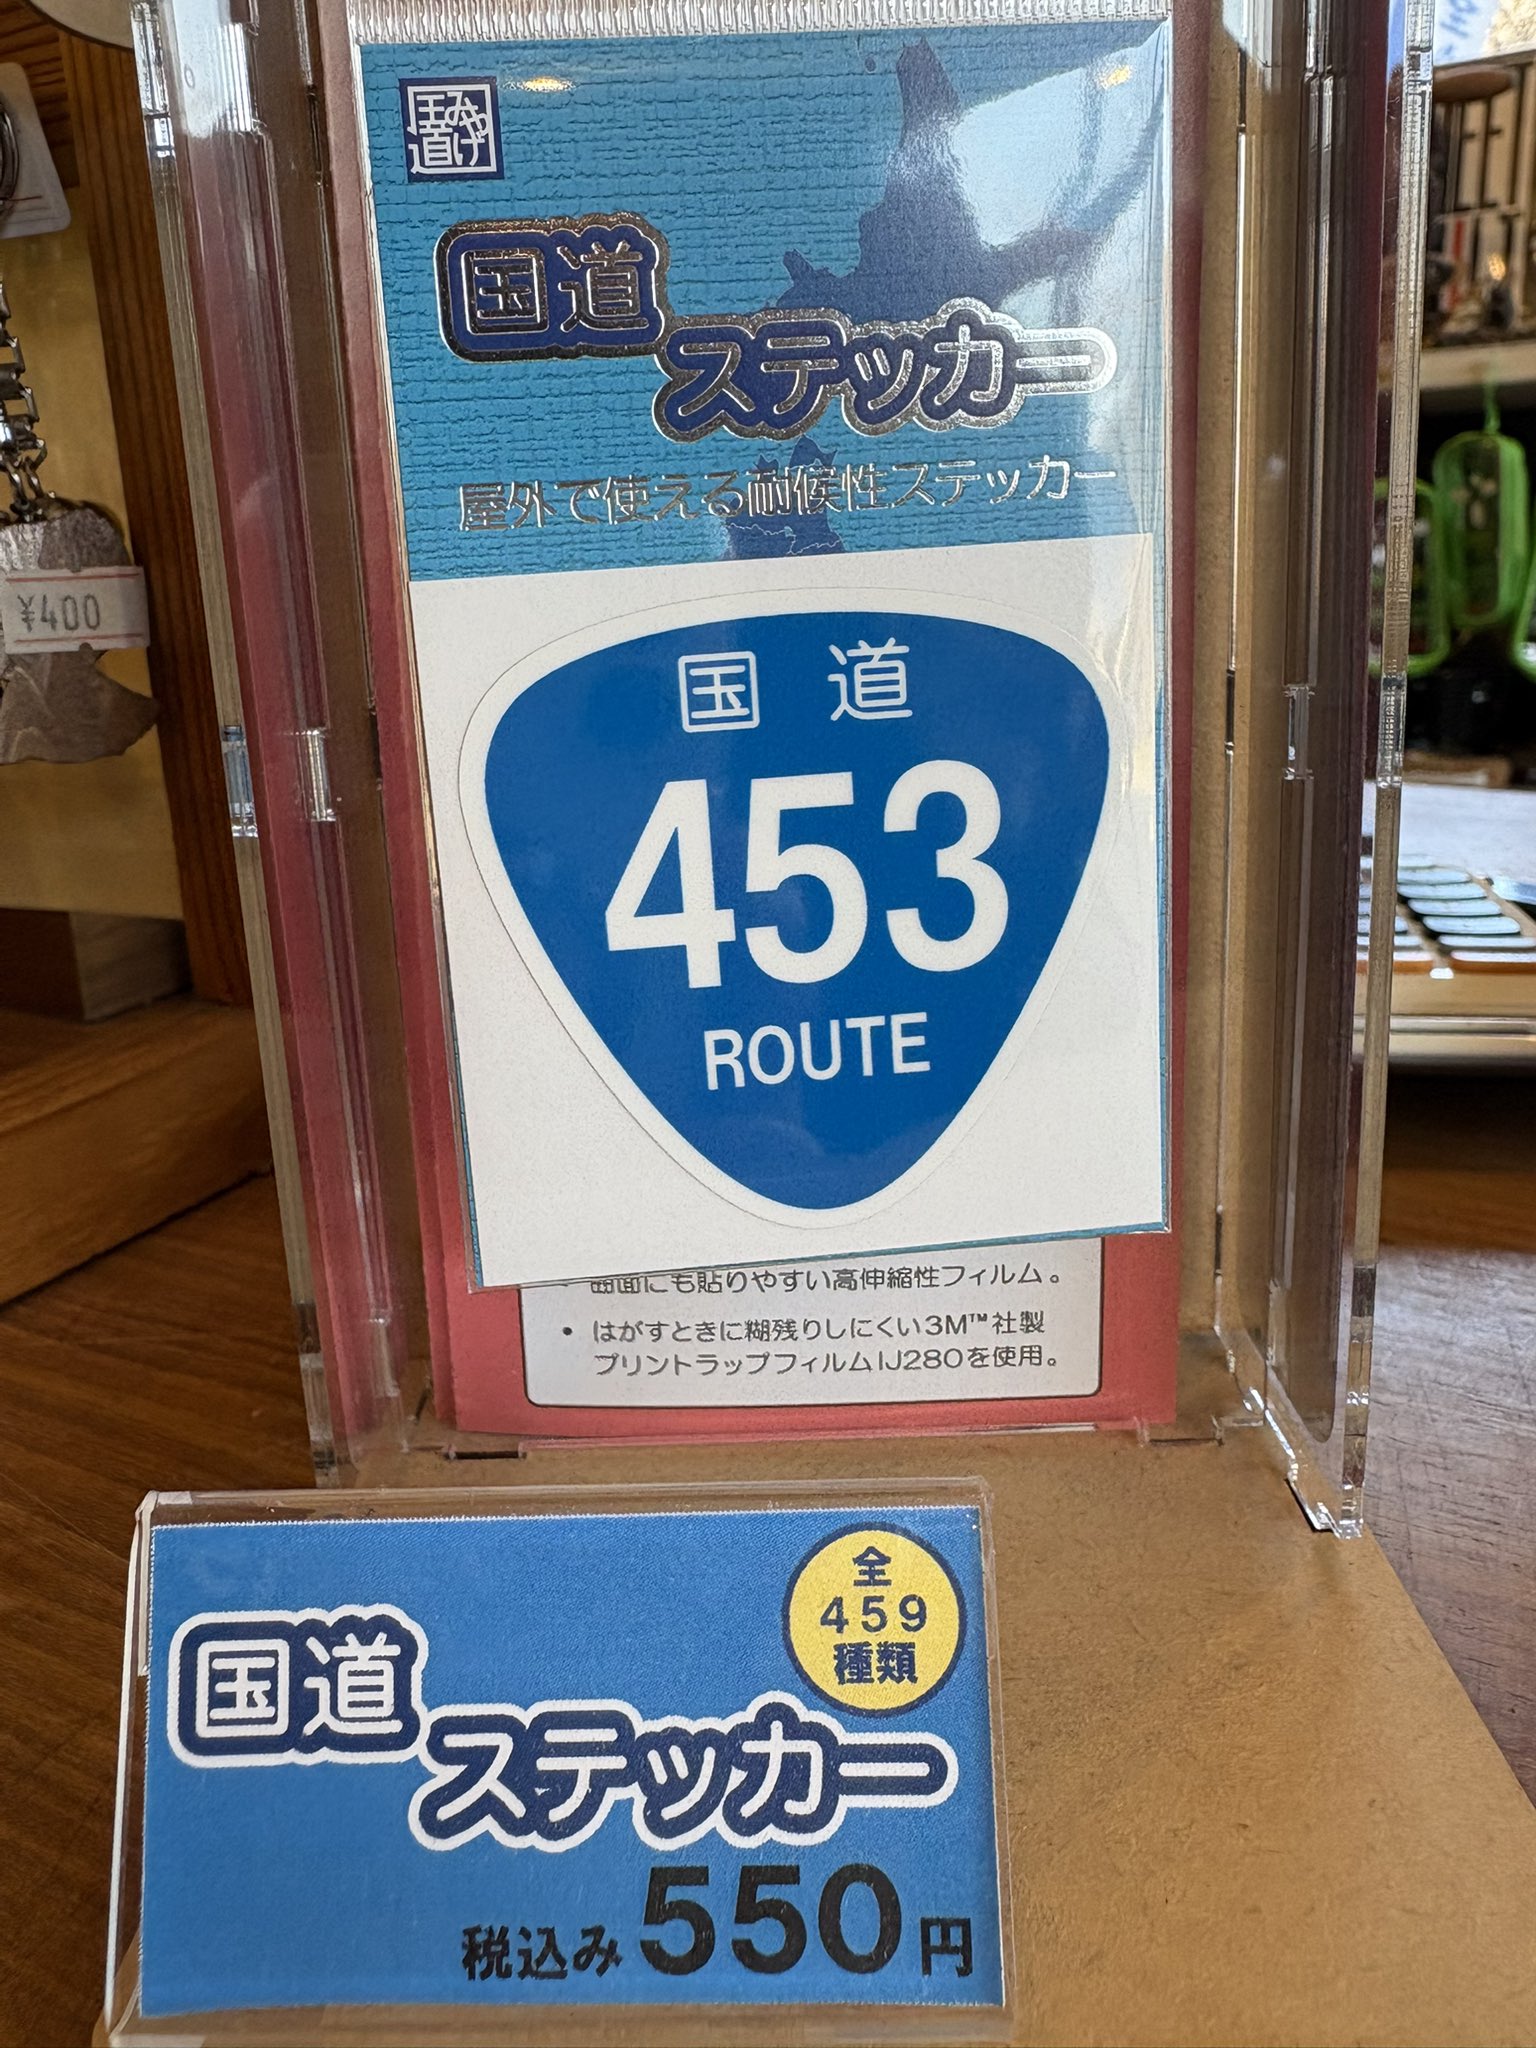 みやげ
国道
国道
ステッカー
屋外で使える耐候性ステッカー
国道
453
ROUTE
曲面にも貼りやすい高伸縮性フィルム。
• はがすときに糊残りしにくい3M™社製
プリントラップフィルムIJ280を使用。
¥400
全
459
種類
国道
ステッカー
税込み550円